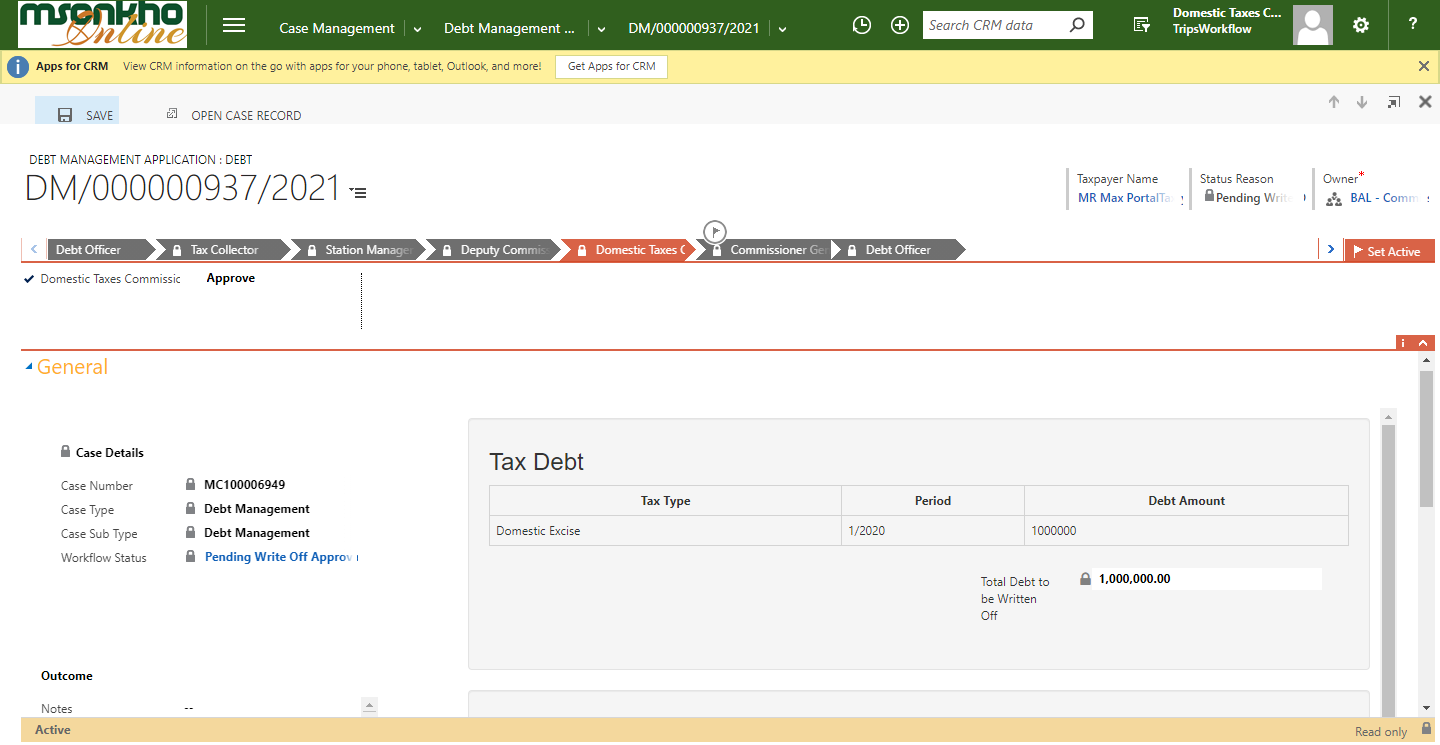 msonkho
Online
Case Management
Debt Management ...
DM/000000937/2021
Search CRM data
Domestic Taxes C...
TripsWorkflow
?
Apps for CRM
View CRM information on the go with apps for your phone, tablet, Outlook, and more!
Get Apps for CRM
SAVE
OPEN CASE RECORD
DEBT MANAGEMENT APPLICATION : DEBT
DM/000000937/2021
Taxpayer Name
MR Max PortalTa
Status Reason
Pending Write
Owner*
BAL - Comm
Debt Officer
Tax Collector
Station Manager
Deputy Commis
Domestic Taxes C
Commissioner Ge
Debt Officer
Set Active
Domestic Taxes Commissic
Approve
General
Case Details
Case Number
MC100006949
Case Type
Debt Management
Case Sub Type
Debt Management
Workflow Status
Pending Write Off Approv
Tax Debt
Tax Type
Period
Debt Amount
Domestic Excise
1/2020
1000000
Total Debt to
be Written
Off
1,000,000.00
Outcome
Notes
--
Active
Read only